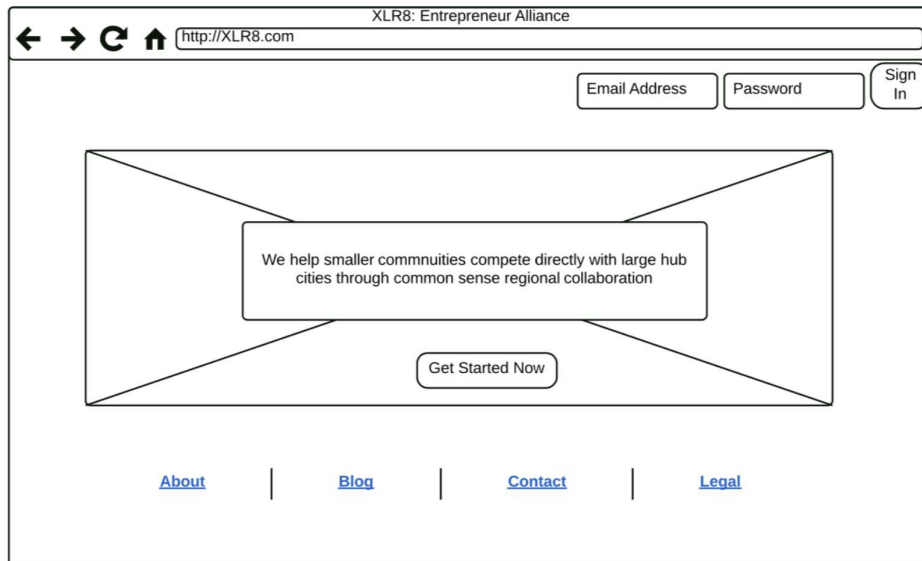 XLR8: Entrepreneur Alliance
http://XLR8.com
Email Address
Password
Sign
In
We help smaller commnuities compete directly with large hub
cities through common sense regional collaboration
Get Started Now
About
Blog
Contact
Legal